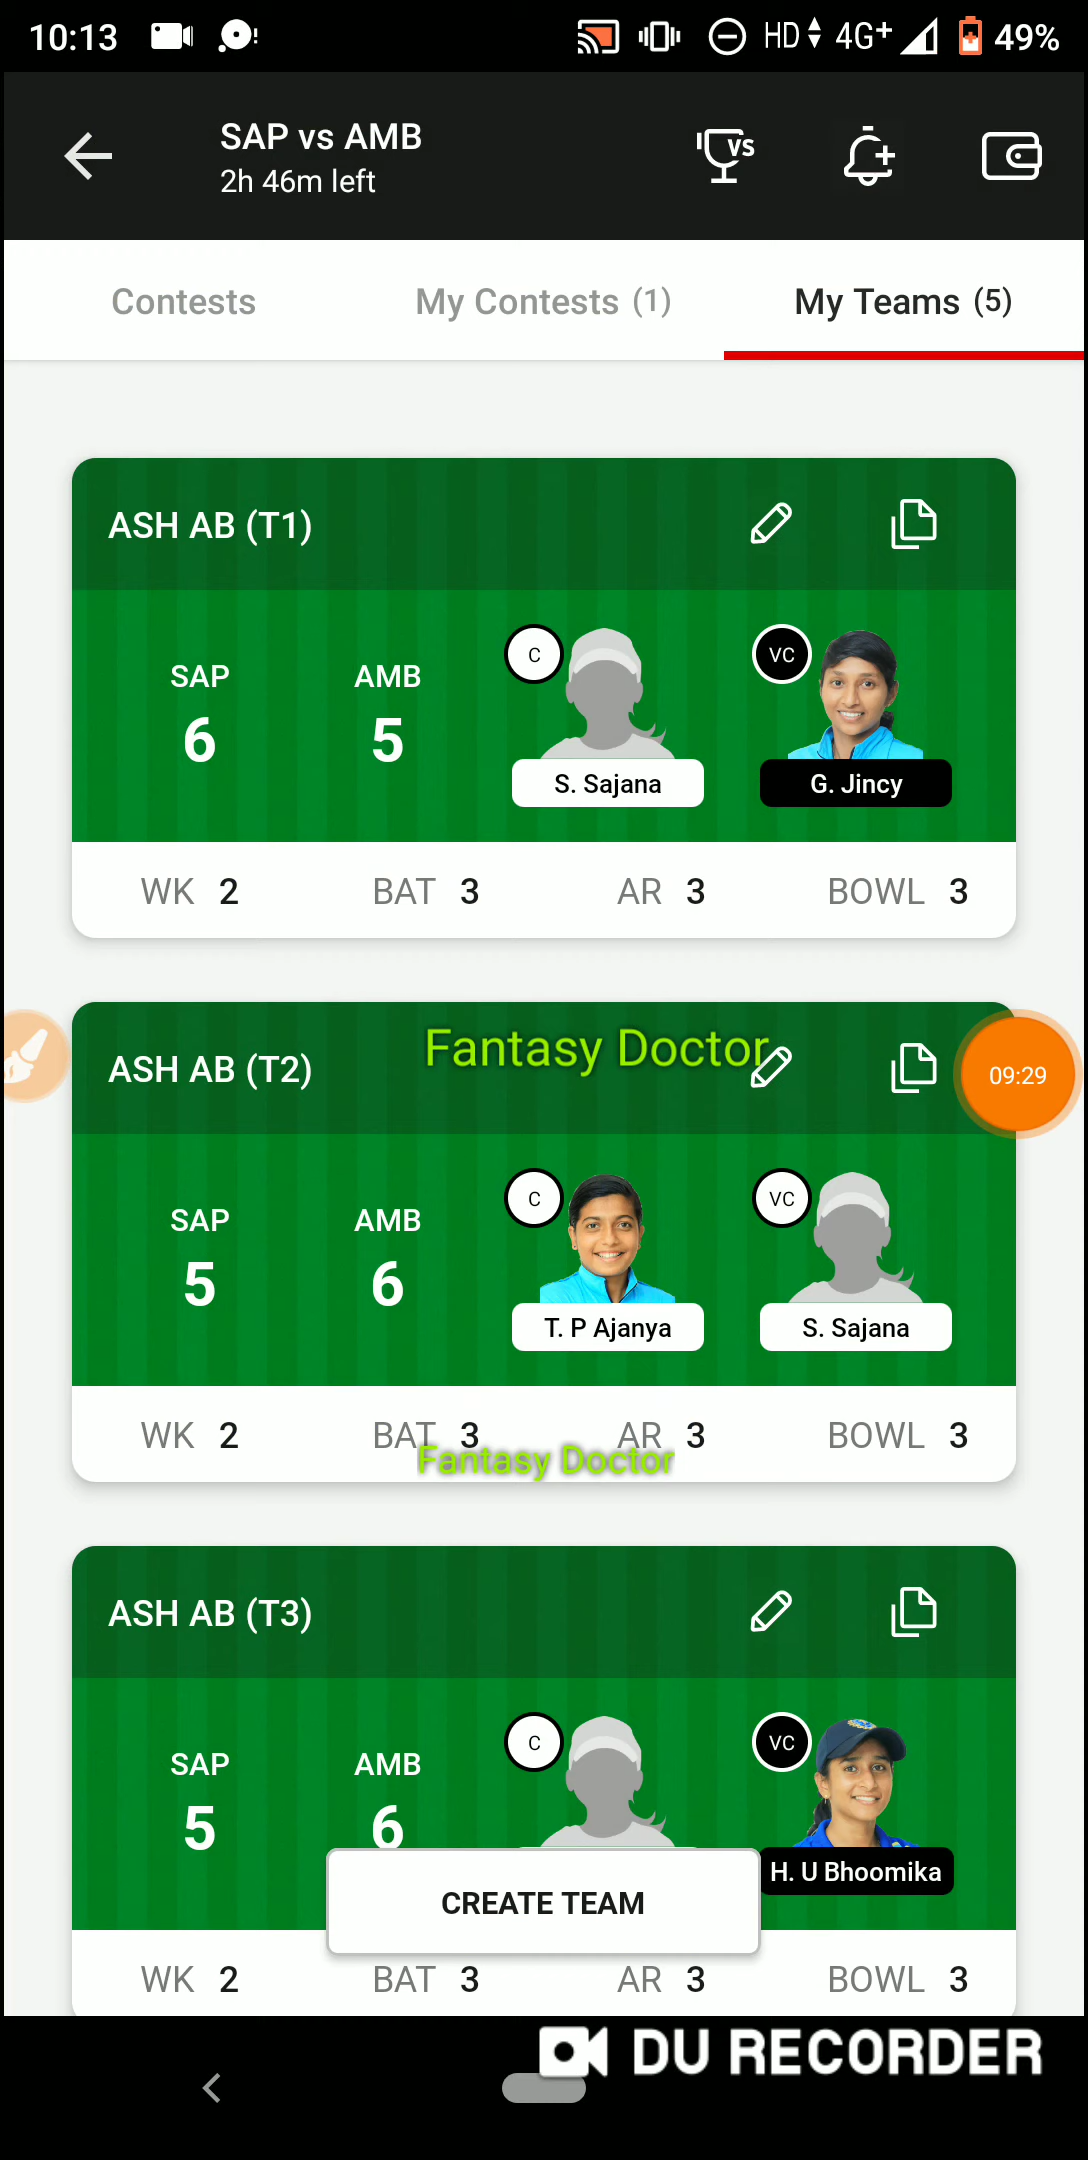 10:13 HD 4G+ 49%
SAP vs AMB
2h 46m left
VS
Contests My Contests (1) My Teams (5)
ASH AB (T1)
C VC
SAP AMB
6 5
S. Sajana G. Jincy
WK 2 BAT 3 AR 3 BOWL 3
Fantasy Doctor
ASH AB (T2)
09:29
C VC
SAP AMB
5 6
T. P Ajanya S. Sajana
WK 2 BAT 3 AR 3 BOWL 3
Fantasy Doctor
ASH AB (T3)
C VC
SAP AMB
5 6
H. U Bhoomika
CREATE TEAM
WK 2 BAT 3 AR 3 BOWL 3
DU RECORDER